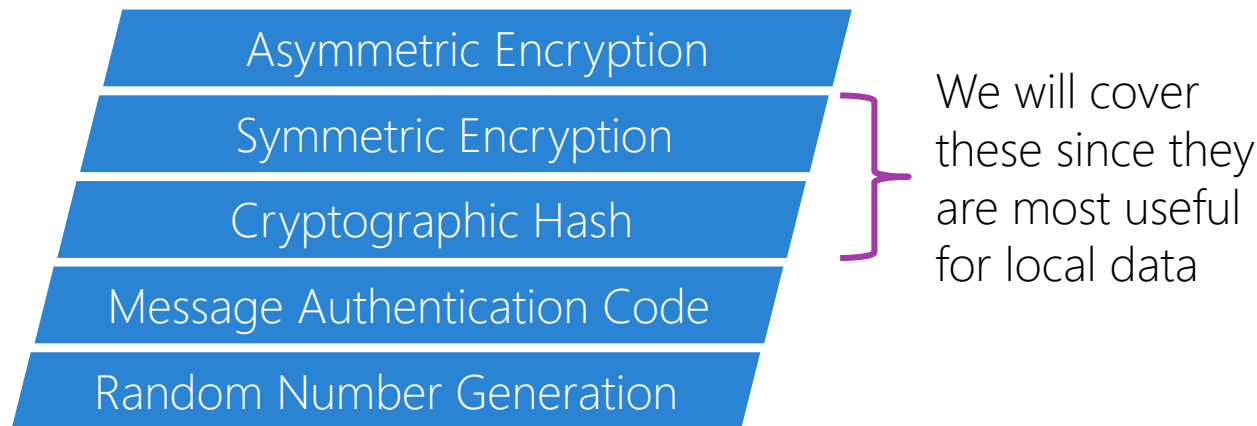 Asymmetric Encryption
Symmetric Encryption
Cryptographic Hash
Message Authentication Code
Random Number Generation
We will cover
these since they
are most useful
for local data